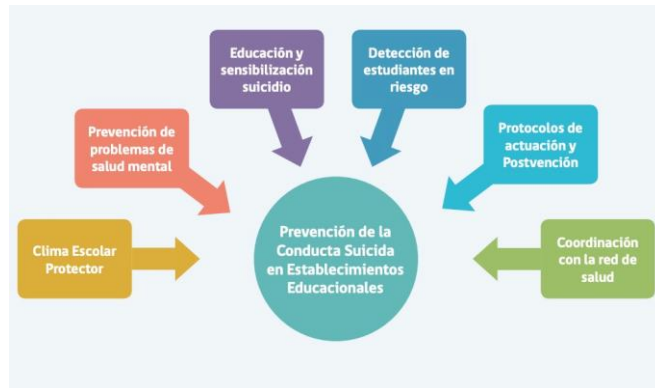 Educación y
sensibilización
suicidio
Detección de
estudiantes en
riesgo
Prevención de
problemas de
salud mental
Protocolos de
actuación y
Postvención
Clima Escolar
Protector
Prevención de la
Conducta Suicida
en Establecimientos
Educacionales
Coordinación
con la red de
salud